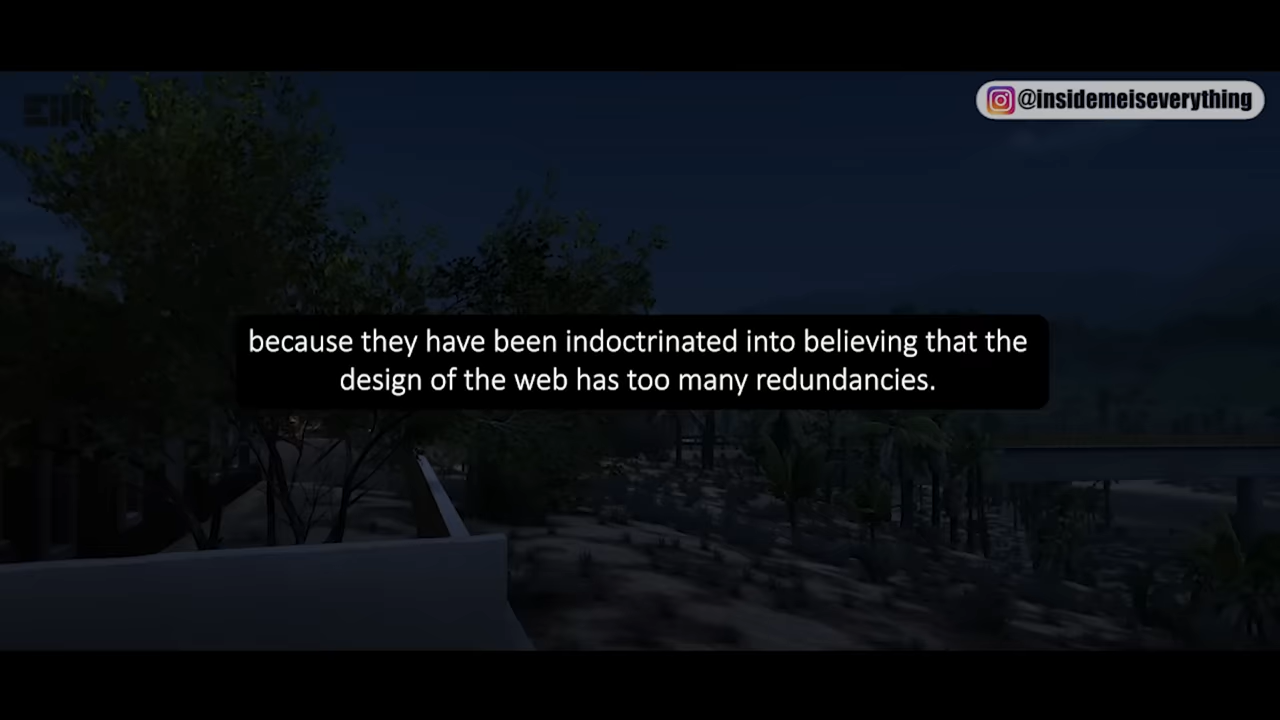 @insidemeiseverything
because they have been indoctrinated into believing that the
design of the web has too many redundancies.